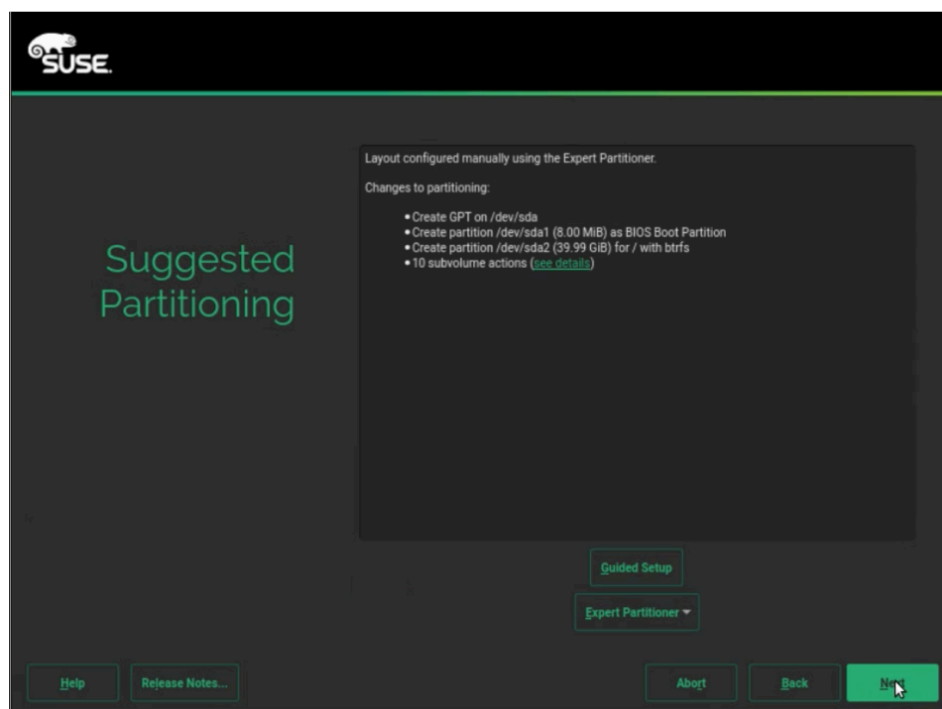 SUSE.
Layout configured manually using the Expert Partitioner.
Changes to partitioning:
• Create GPT on /dev/sda
• Create partition /dev/sda1 (8.00 MiB) as BIOS Boot Partition
• Create partition /dev/sda2 (39.99 GiB) for / with btrfs
• 10 subvolume actions (see details)
Suggested
Partitioning
Guided Setup
Expert Partitioner
Help
Release Notes...
Abort
Back
Next